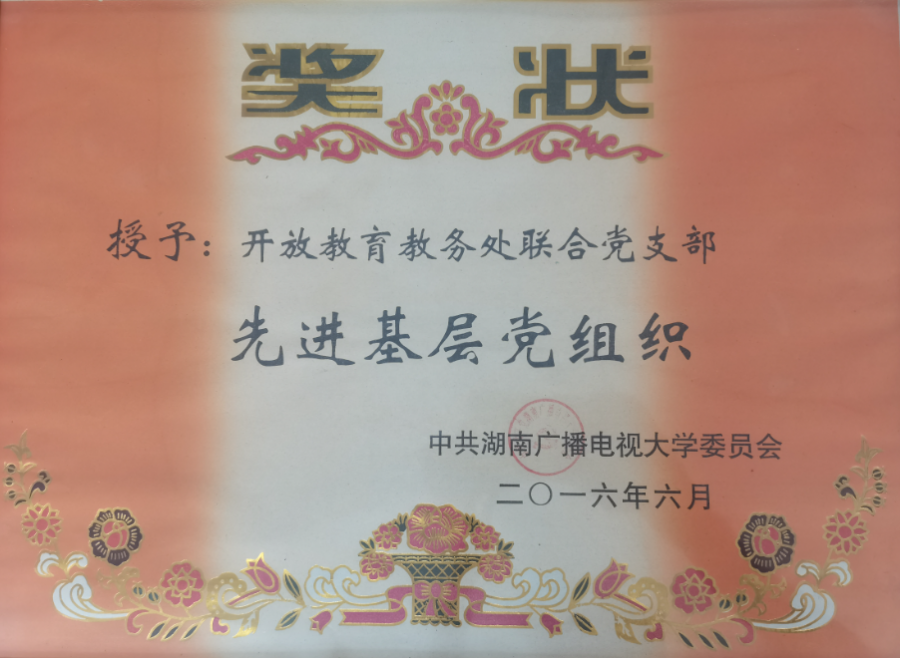 奖状
授予：开放教育教务处联合党支部
先进基层党组织
中共湖南广播电视大学委员会
二〇一六年六月